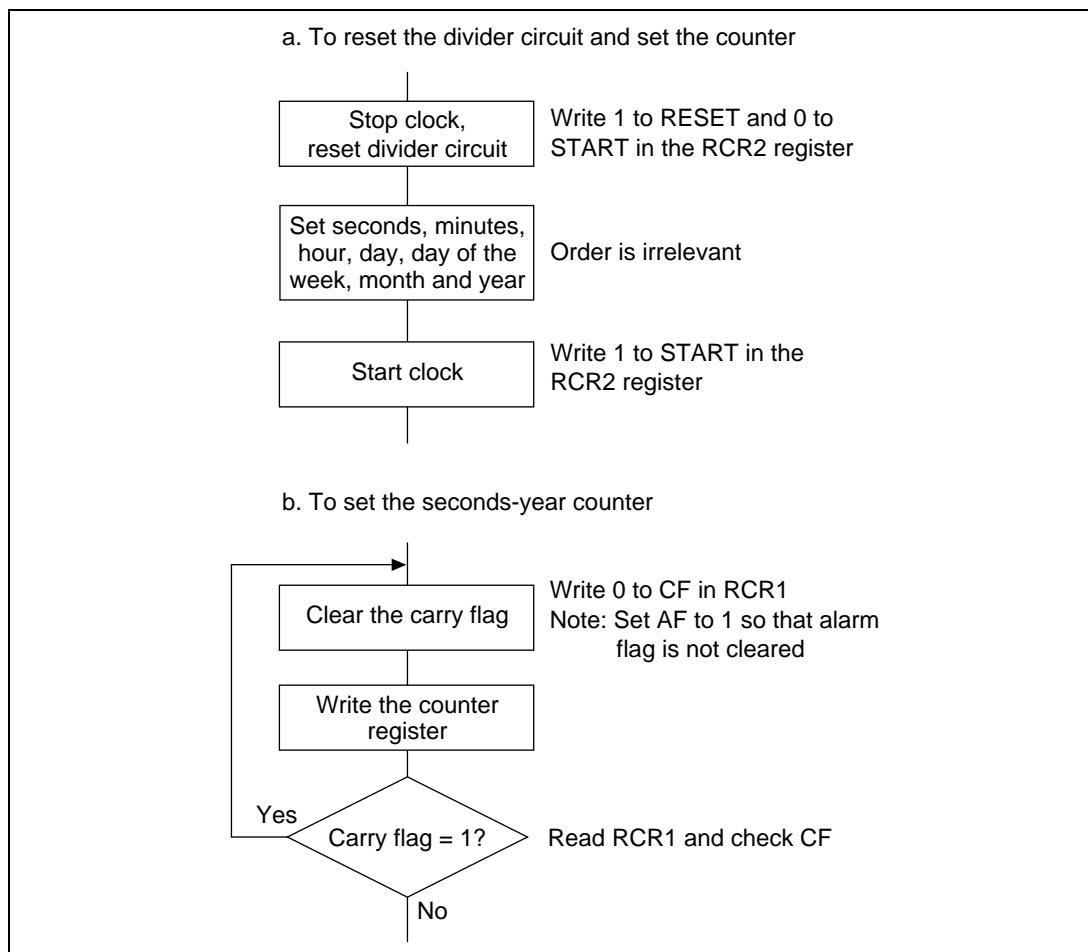 a. To reset the divider circuit and set the counter
Stop clock,
reset divider circuit
Write 1 to RESET and 0 to
START in the RCR2 register
Set seconds, minutes,
hour, day, day of the
week, month and year
Order is irrelevant
Start clock
Write 1 to START in the
RCR2 register
b. To set the seconds-year counter
Clear the carry flag
Write 0 to CF in RCR1
Note: Set AF to 1 so that alarm
flag is not cleared
Write the counter
register
Yes
Carry flag = 1?
Read RCR1 and check CF
No